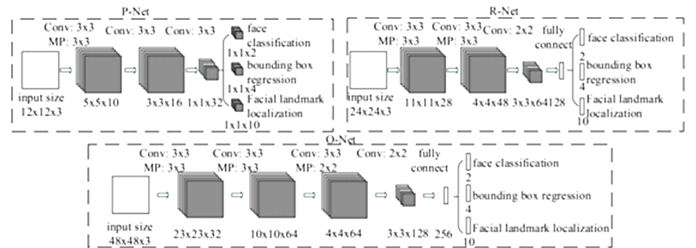 P-Net
Conv: 3x3 Conv: 3x3 Conv: 3x3
MP: 3x3
face
classification
1x1x2
bounding box
regression
1x1x4
Facial landmark
localization
1x1x10
input size
12x12x3
5x5x10
3x3x16
1x1x32
R-Net
Conv: 3x3 Conv: 3x3 Conv: 2x2 fully
MP: 3x3 MP: 3x3 connect
face classification
2
bounding box
regression
4
Facial landmark
localization
10
input size
24x24x3
11x11x28
4x4x48
3x3x64
128
O-Net
Conv: 3x3 Conv: 3x3 Conv: 3x3 Conv: 2x2 fully
MP: 3x3 MP: 3x3 MP: 2x2 connect
face classification
2
bounding box regression
4
Facial landmark localization
10
input size
48x48x3
23x23x32
10x10x64
4x4x64
3x3x128
256